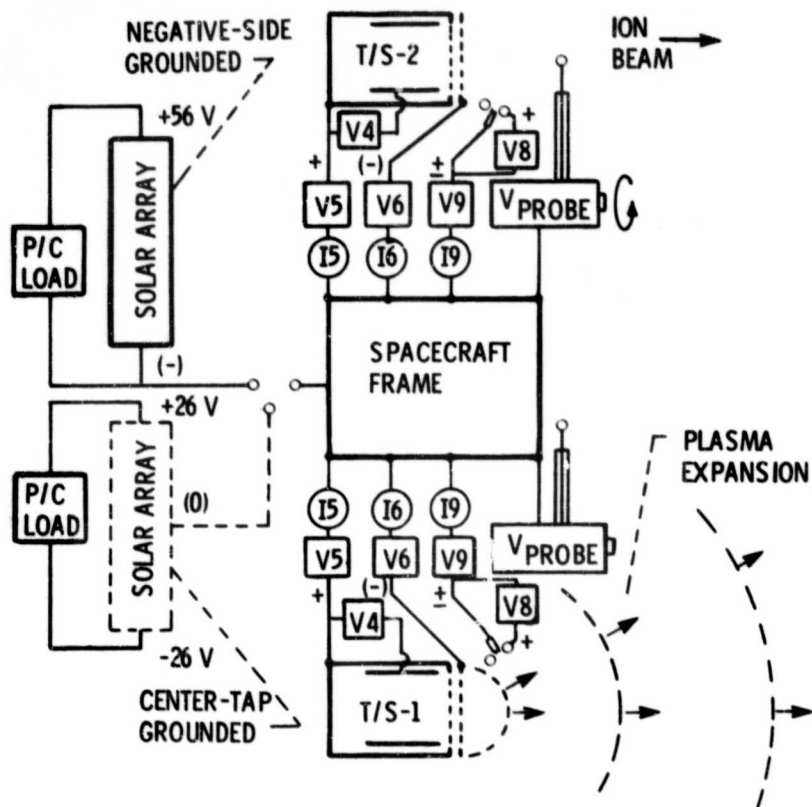 NEGATIVE-SIDE
GROUNDED
T/S-2
ION
BEAM
+56 V
V4
+
(-)
±
+
V8
P/C
LOAD
SOLAR ARRAY
V5
V6
V9
V PROBE
I5
I6
I9
(-)
SPACECRAFT
FRAME
+26 V
P/C
LOAD
SOLAR ARRAY
(0)
PLASMA
EXPANSION
I5
I6
I9
V5
V6
V9
V PROBE
+
(-)
±
V8
+
V4
-26 V
CENTER-TAP
GROUNDED
T/S-1